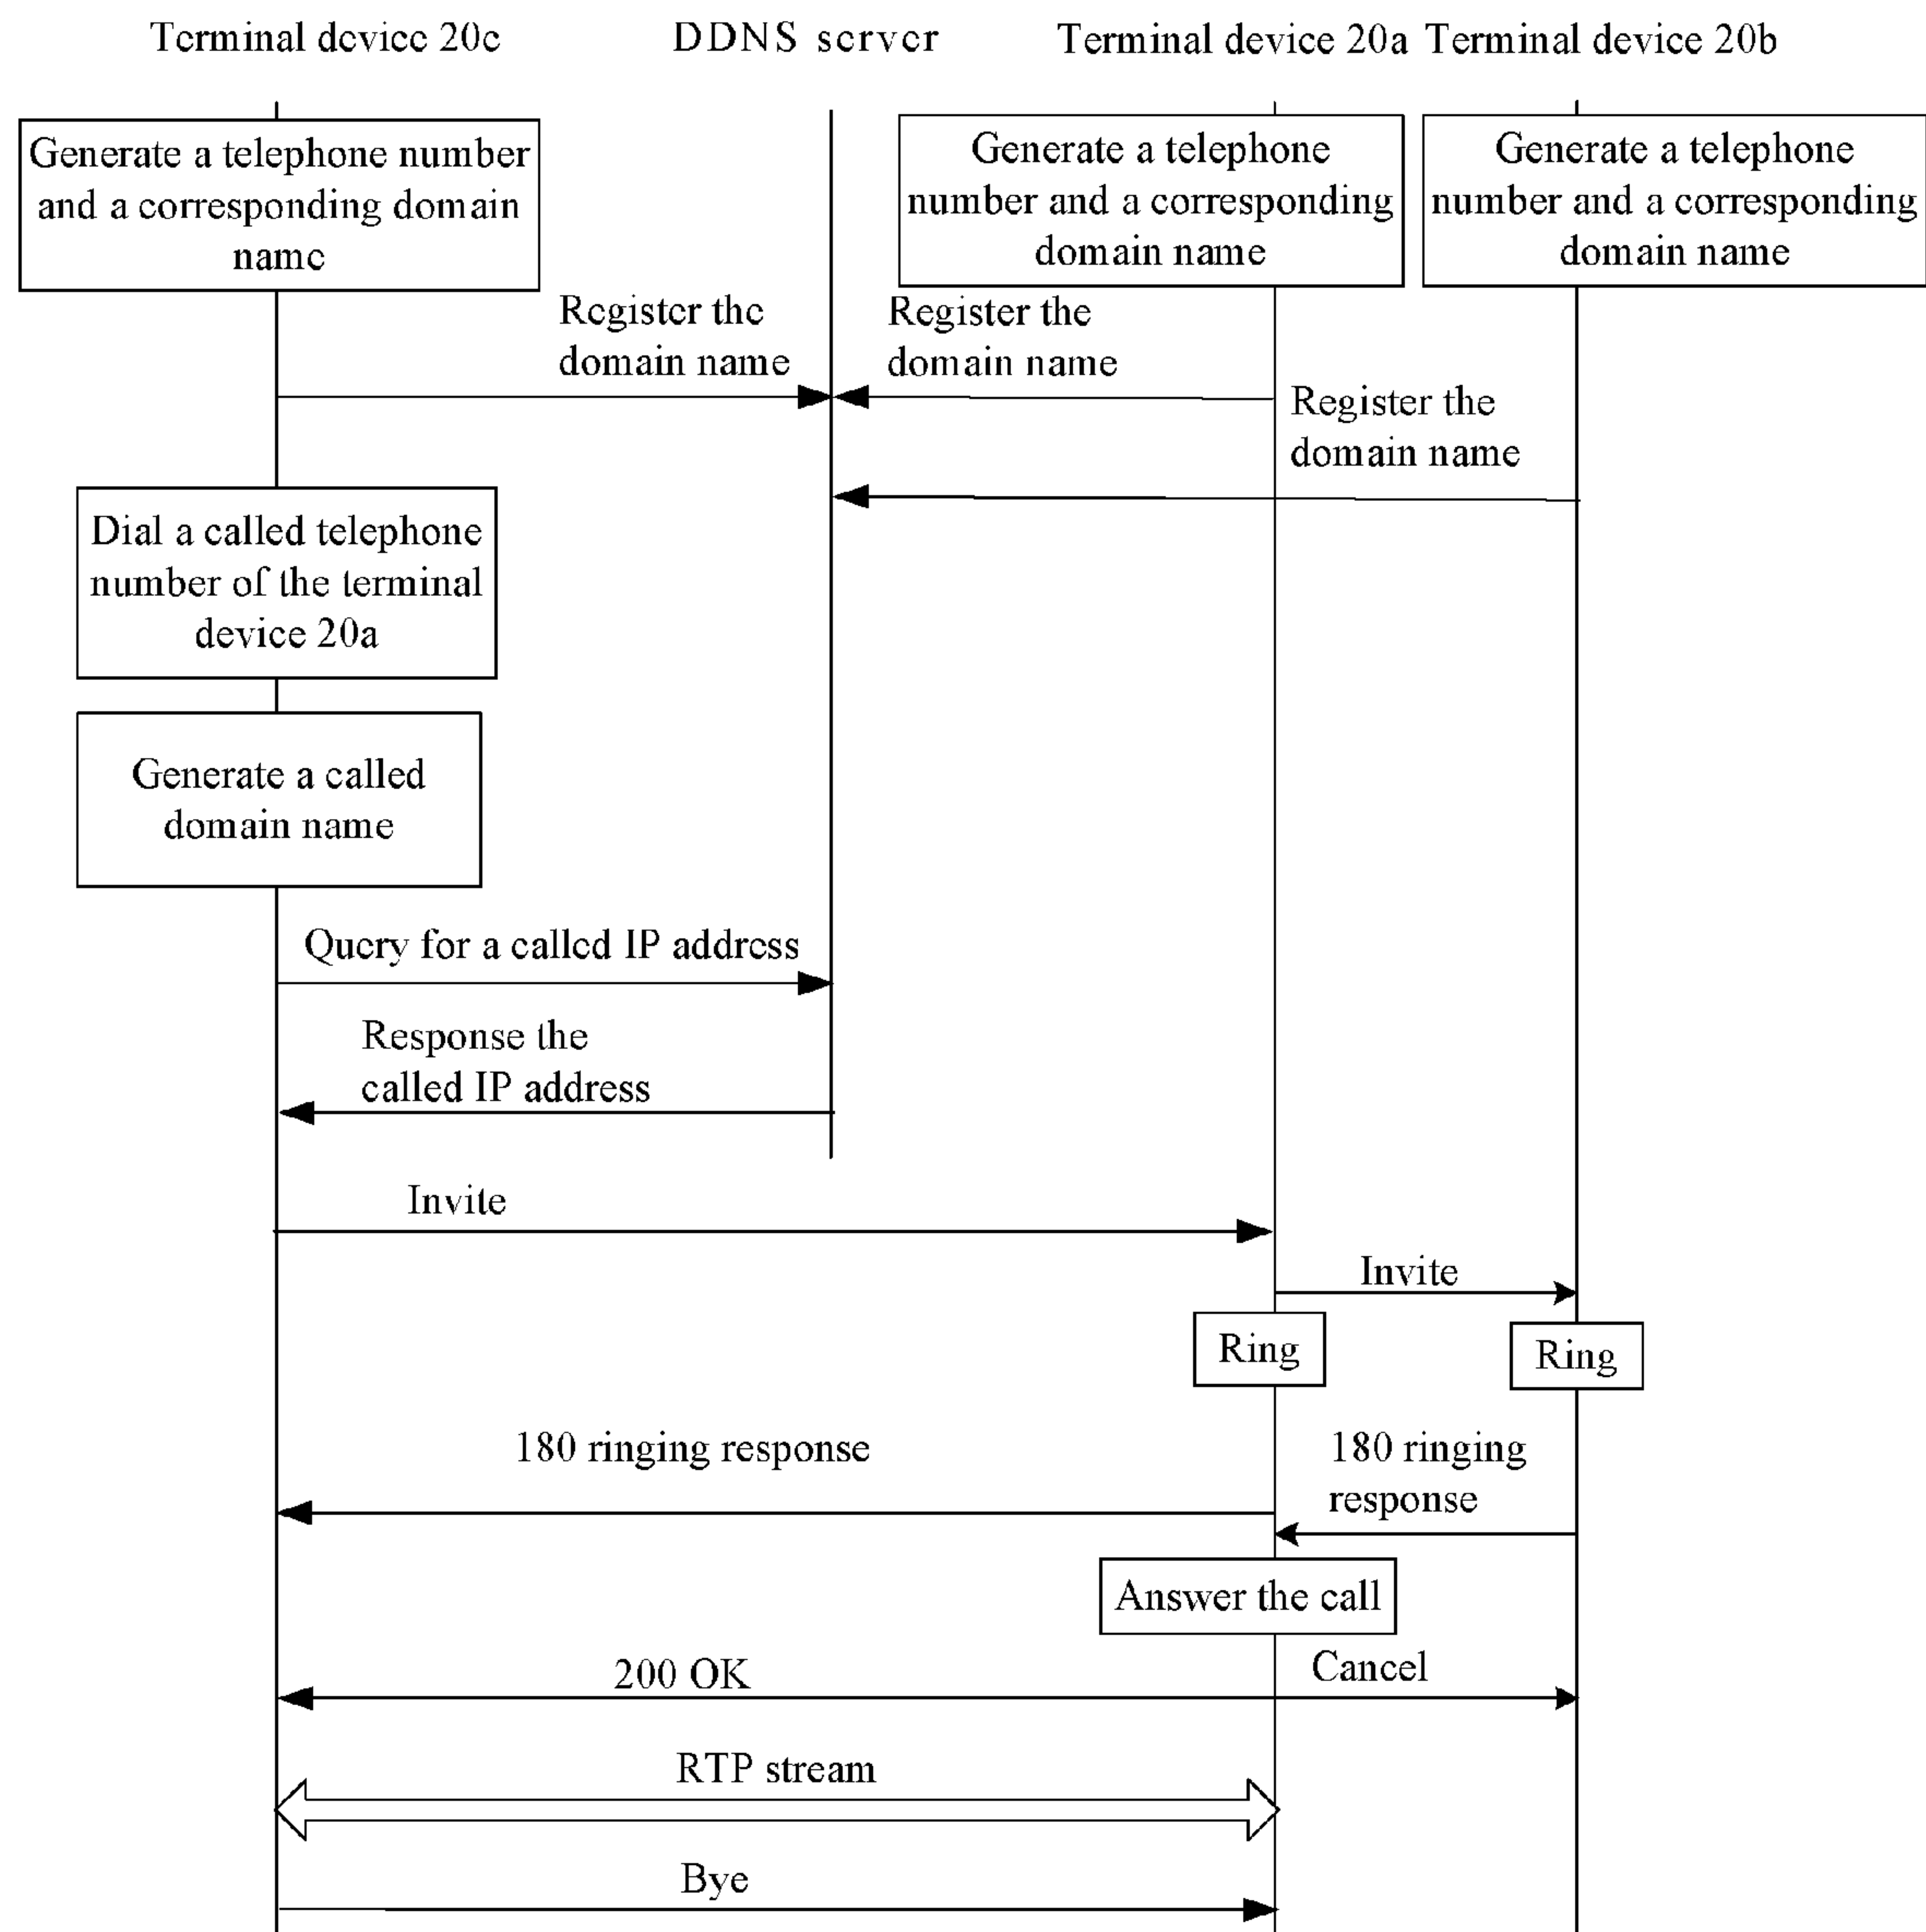 Terminal device 20c
DDNS server
Terminal device 20a
Terminal device 20b
Generate a telephone number
and a corresponding domain
name
Generate a telephone
number and a corresponding
domain name
Generate a telephone
number and a corresponding
domain name
Register the
domain name
Register the
domain name
Register the
domain name
Dial a called telephone
number of the terminal
device 20a
Generate a called
domain name
Query for a called IP address
Response the
called IP address
Invite
Invite
Ring
Ring
180 ringing response
180 ringing
response
Answer the call
200 OK
Cancel
RTP stream
Bye